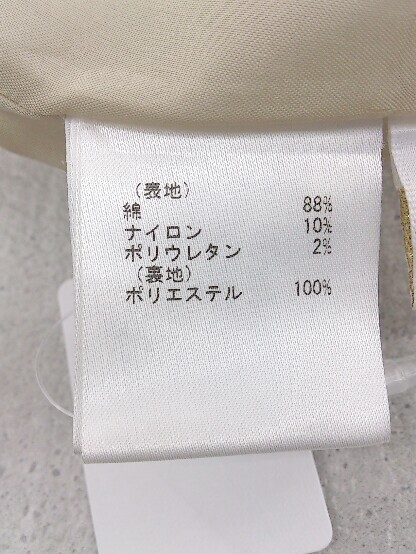 （表地）
綿 88%
ナイロン 10%
ポリウレタン 2%
（裏地）
ポリエステル 100%